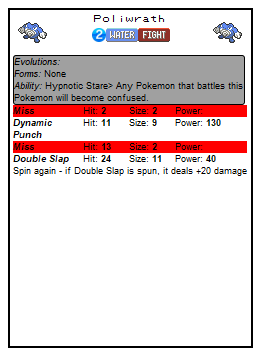 Poliwrath
2 WATER FIGHT
Evolutions:
Forms: None
Ability: Hypnotic Stare> Any Pokemon that battles this
Pokemon will become confused.
Miss Hit: 2 Size: 2 Power:
Dynamic Hit: 11 Size: 9 Power: 130
Punch
Miss Hit: 13 Size: 2 Power:
Double Slap Hit: 24 Size: 11 Power: 40
Spin again - if Double Slap is spun, it deals +20 damage